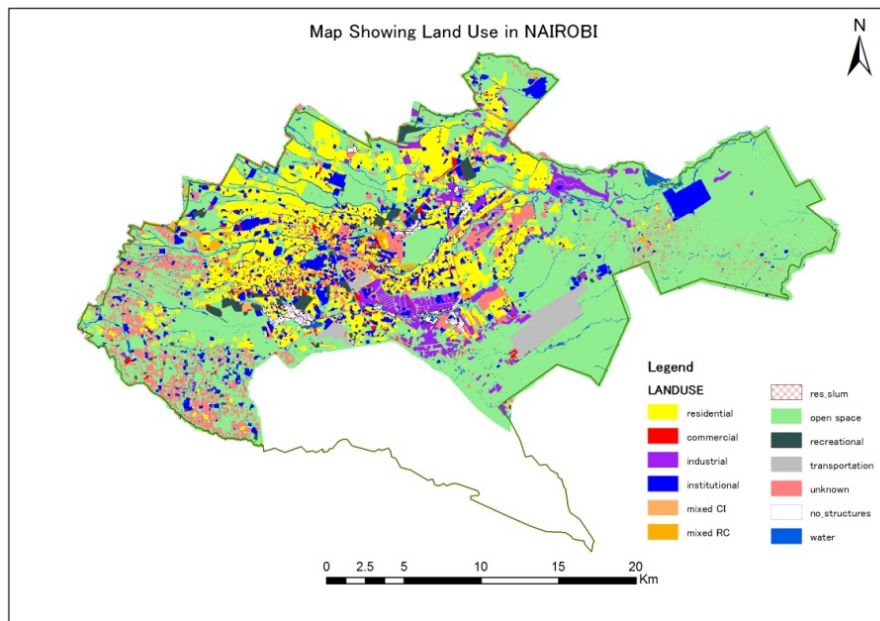 Map Showing Land Use in NAIROBI
N
Legend
LANDUSE
residential
commercial
industrial
institutional
mixed CI
mixed RC
res_slum
open space
recreational
transportation
unknown
no_structures
water
0 2.5 5 10 15 20
Km